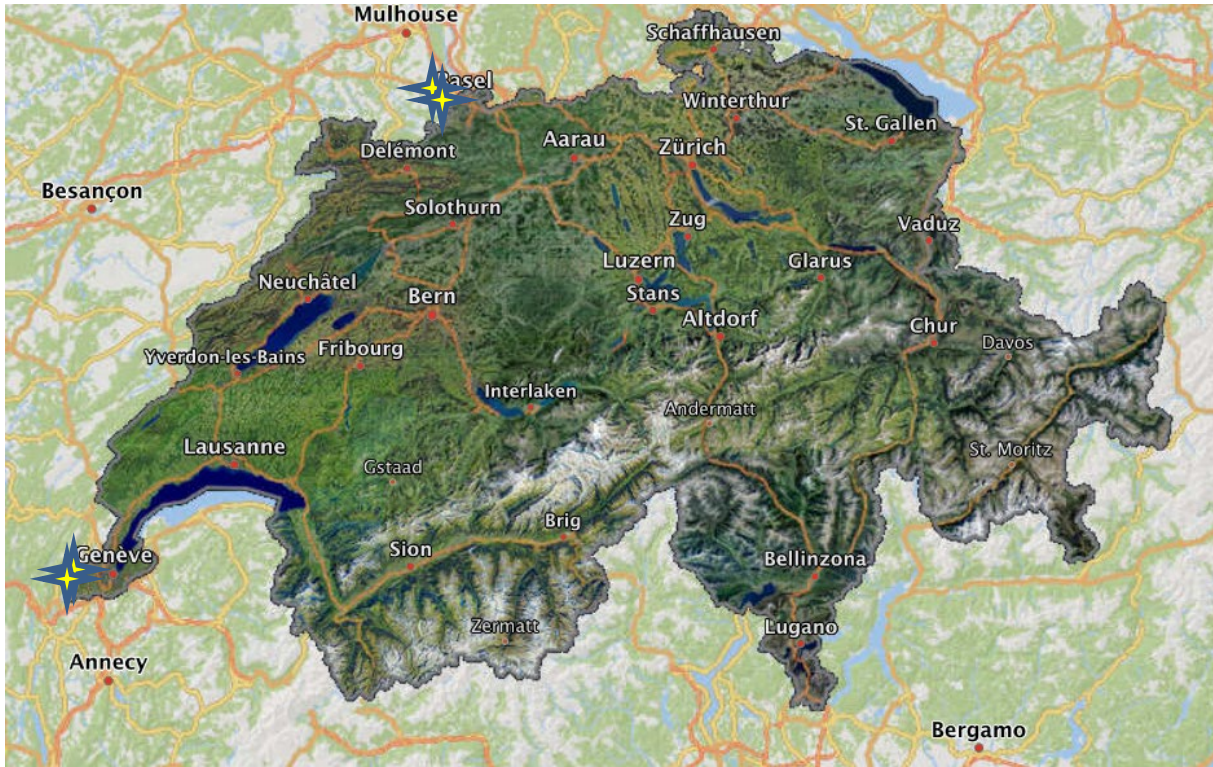 Mulhouse
Schaffhausen
Basel
Winterthur
St. Gallen
Aarau
Zürich
Delémont
Besançon
Solothurn
Zug
Vaduz
Luzern
Glarus
Neuchâtel
Stans
Bern
Altdorf
Chur
Davos
Yverdon-les-Bains
Fribourg
Interlaken
Andermatt
Lausanne
St. Moritz
Gstaad
Brig
Sion
Genève
Bellinzona
Zermatt
Lugano
Annecy
Bergamo